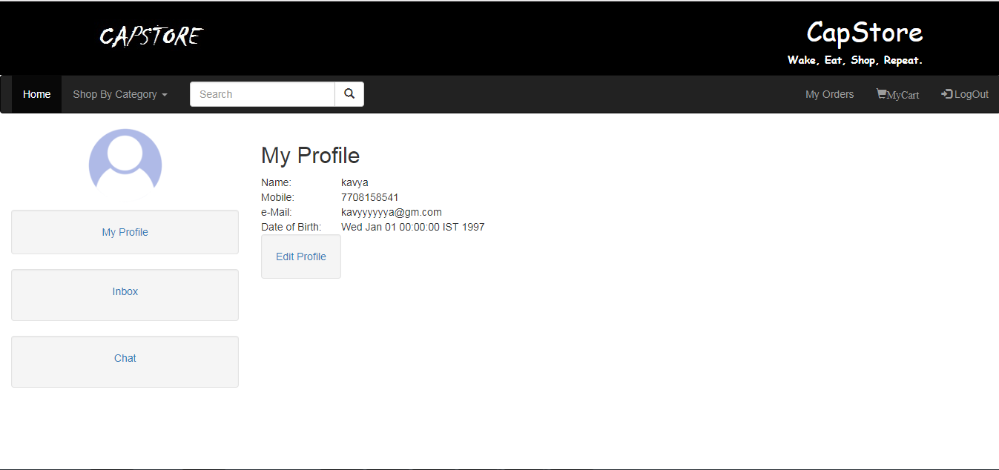 CAPSTORE
CapStore
Wake, Eat, Shop, Repeat.
Home Shop By Category Search My Orders MyCart LogOut
My Profile
Name: kavya
Mobile: 7708158541
e-Mail: kavyyyyyya@gm.com
Date of Birth: Wed Jan 01 00:00:00 IST 1997
Edit Profile
My Profile
Inbox
Chat